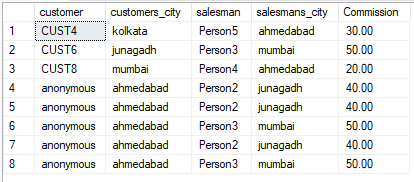 customer customers_city salesman salesmans_city Commission
1 CUST4 kolkata Person5 ahmedabad 30.00
2 CUST6 junagadh Person3 mumbai 50.00
3 CUST8 mumbai Person4 ahmedabad 20.00
4 anonymous ahmedabad Person2 junagadh 40.00
5 anonymous ahmedabad Person2 junagadh 40.00
6 anonymous ahmedabad Person3 mumbai 50.00
7 anonymous ahmedabad Person2 junagadh 40.00
8 anonymous ahmedabad Person3 mumbai 50.00